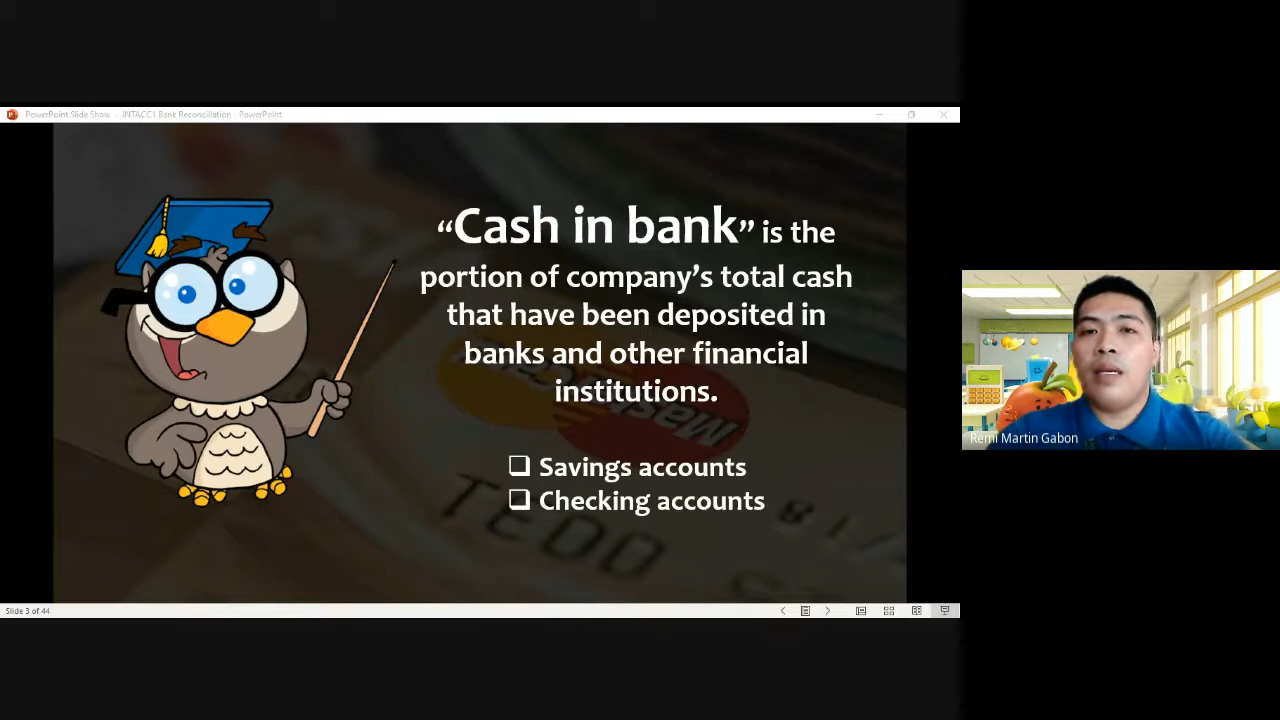 PowerPoint Slide Show - INTACC1 Bank Reconciliation - PowerPoint
“Cash in bank” is the
portion of company’s total cash
that have been deposited in
banks and other financial
institutions.
❑ Savings accounts
❑ Checking accounts
MasterCard
TEDO
Remi Martin Gabon
Slide 3 of 44